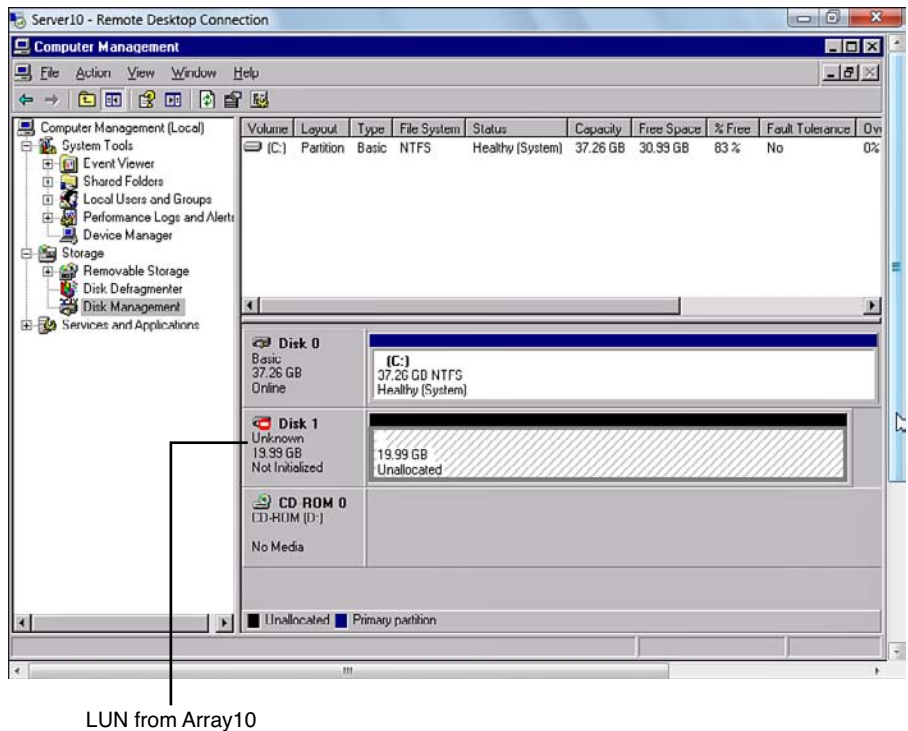 Server10 - Remote Desktop Connection
Computer Management
File Action View Window Help
Computer Management (Local)
System Tools
Event Viewer
Shared Folders
Local Users and Groups
Performance Logs and Alerts
Device Manager
Storage
Removable Storage
Disk Defragmenter
Disk Management
Services and Applications
Volume Layout Type File System Status Capacity Free Space % Free Fault Tolerance Ov
(C:) Partition Basic NTFS Healthy (System) 37.26 GB 30.99 GB 83 % No 0%
Disk 0
Basic
37.26 GB
Online
(C:)
37.26 GB NTFS
Healthy (System)
Disk 1
Unknown
19.99 GB
Not Initialized
19.99 GB
Unallocated
CD-ROM 0
CD-ROM (D:)
No Media
Unallocated Primary partition
LUN from Array10